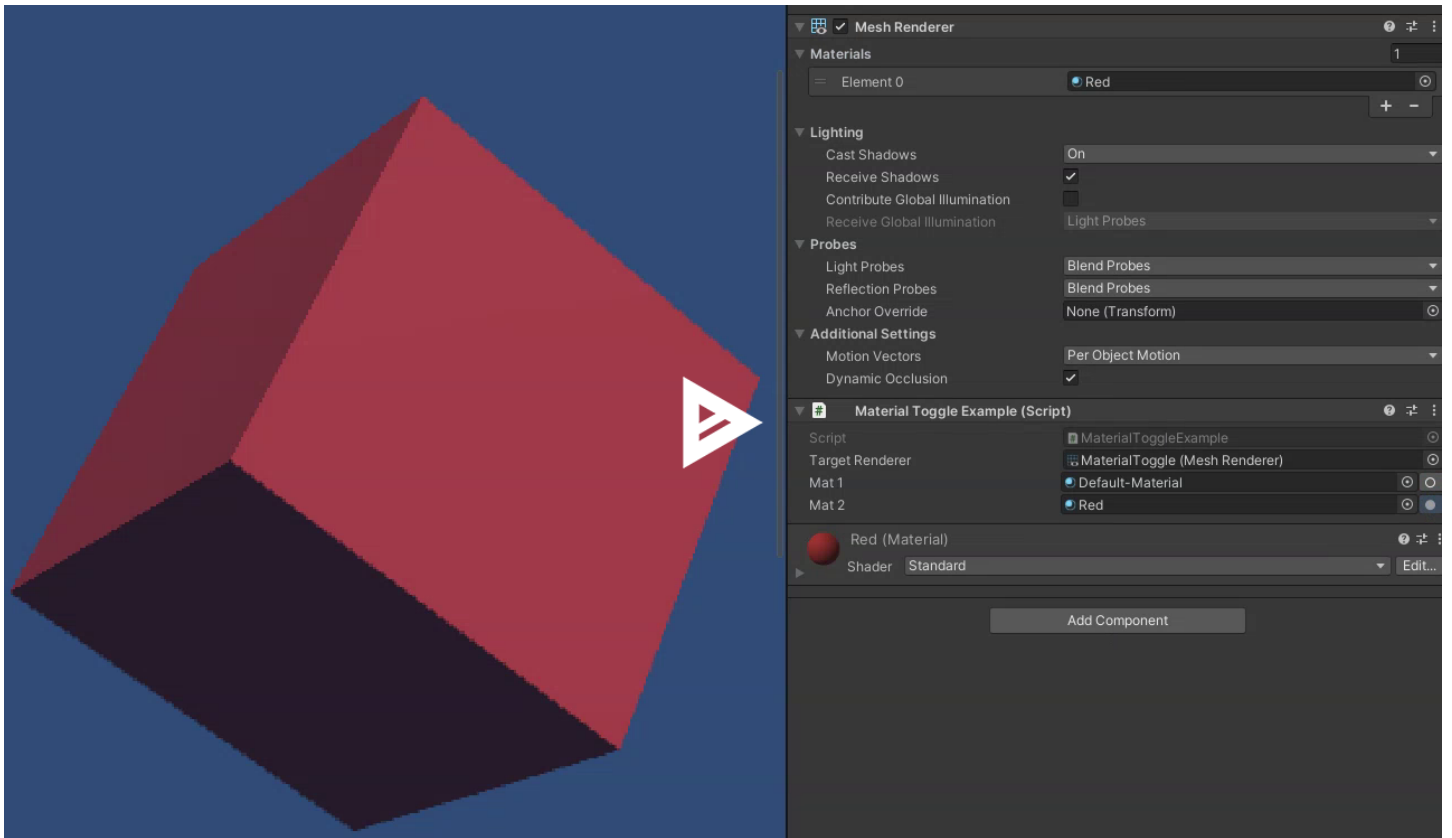 Mesh Renderer
Materials 1
Element 0 Red
+ −
Lighting
Cast Shadows On
Receive Shadows
Contribute Global Illumination
Receive Global Illumination Light Probes
Probes
Light Probes Blend Probes
Reflection Probes Blend Probes
Anchor Override None (Transform)
Additional Settings
Motion Vectors Per Object Motion
Dynamic Occlusion
# Material Toggle Example (Script)
Script MaterialToggleExample
Target Renderer MaterialToggle (Mesh Renderer)
Mat 1 Default-Material
Mat 2 Red
Red (Material)
Shader Standard Edit...
Add Component